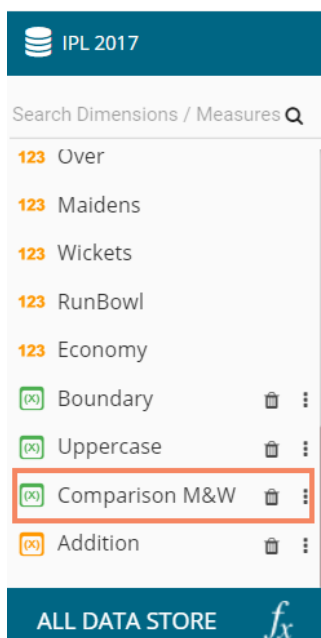 IPL 2017
Search Dimensions / Measures
123 Over
123 Maidens
123 Wickets
123 RunBowl
123 Economy
(X) Boundary
(X) Uppercase
(X) Comparison M&W
(X) Addition
ALL DATA STORE fx